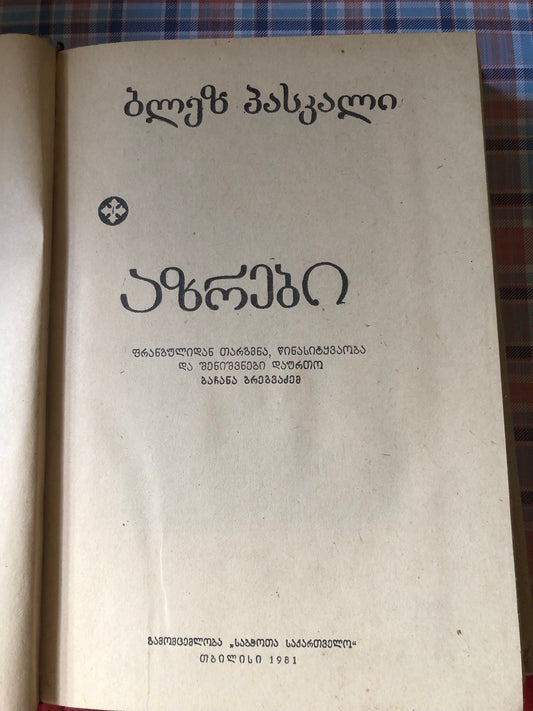 ბლეზ პასკალი
აზრები
ფრანგულიდან თარგმნა, წინასიტყვაობა
და შენიშვნები დაურთო
ბაჩანა ბრეგვაძემ
გამომცემლობა „საბჭოთა საქართველო“
თბილისი 1981